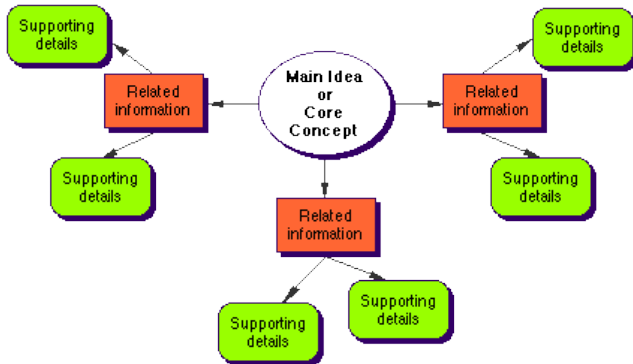 Supporting
details
Supporting
details
Main Idea
or
Core
Concept
Related
information
Related
information
Supporting
details
Supporting
details
Related
information
Supporting
details
Supporting
details